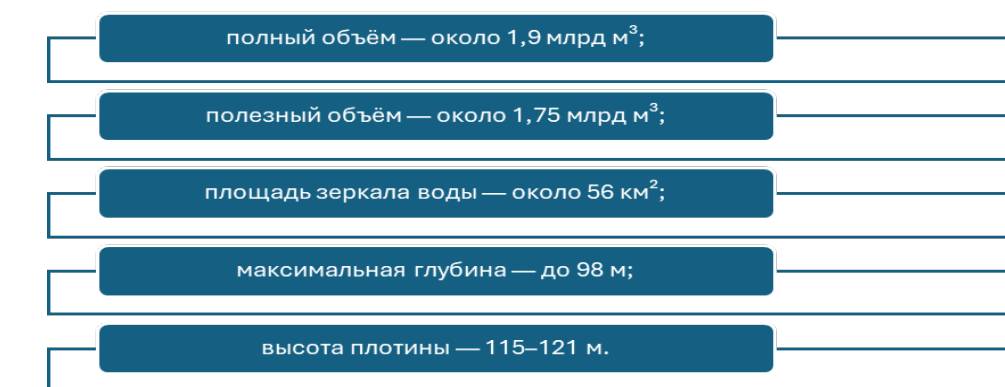 полный объём — около 1,9 млрд м³;
полезный объём — около 1,75 млрд м³;
площадь зеркала воды — около 56 км²;
максимальная глубина — до 98 м;
высота плотины — 115–121 м.